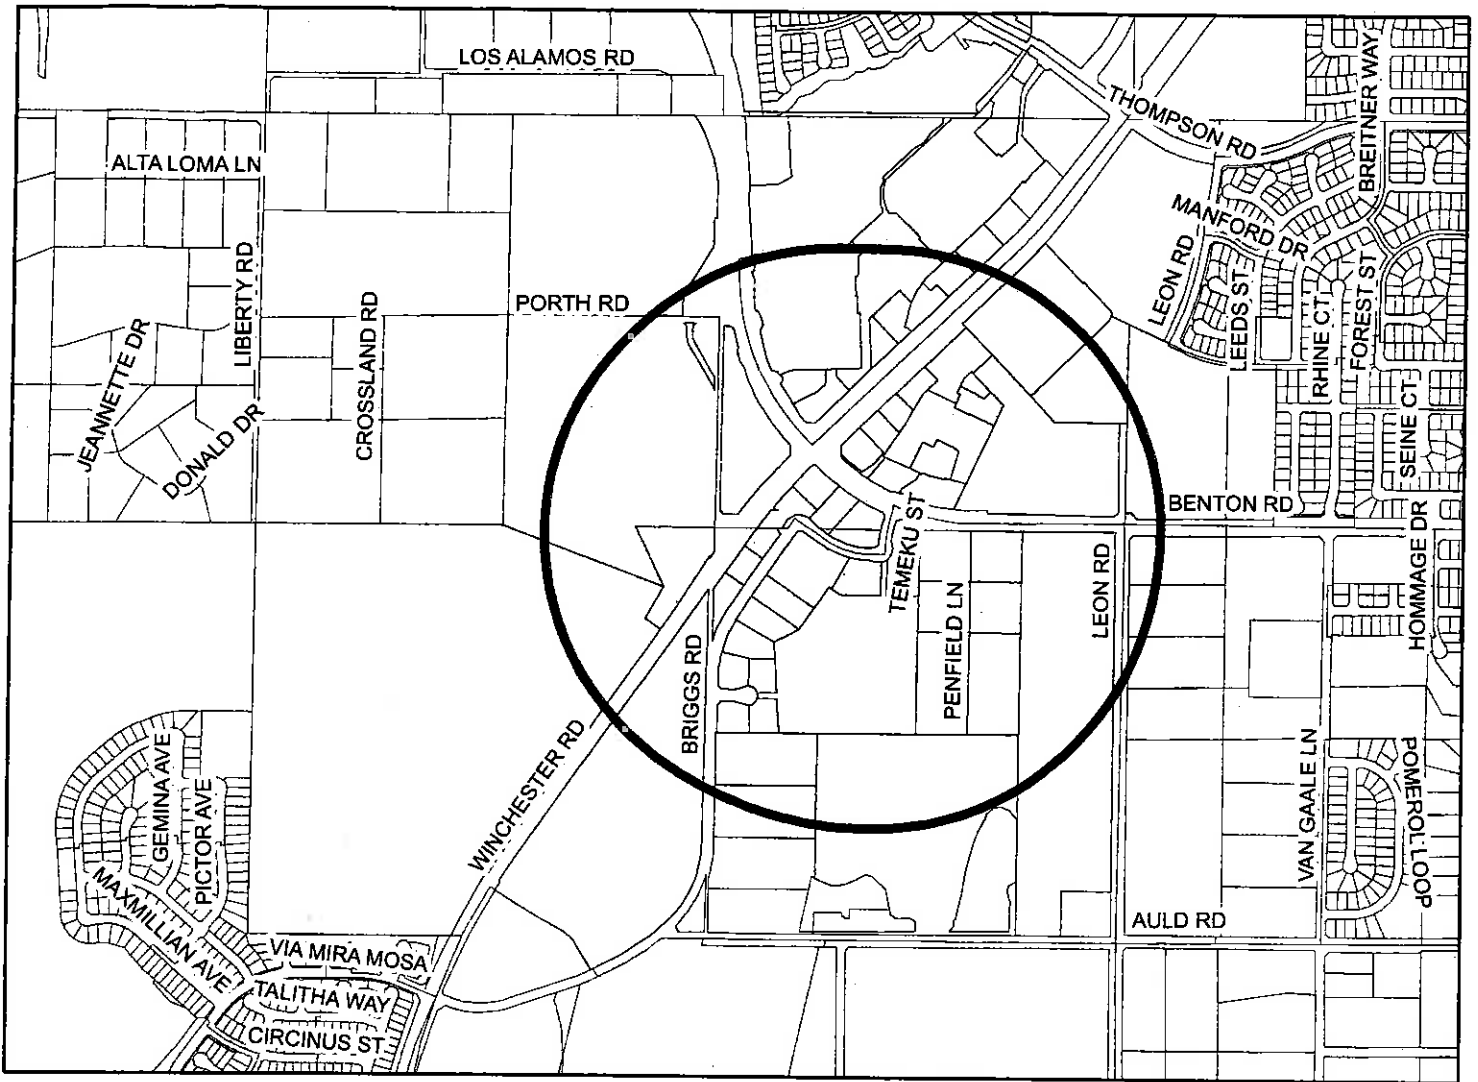 LOS ALAMOS RD
THOMPSON RD
BREITNER WAY
ALTA LOMA LN
MANFORD DR
LEON RD
LEEDS ST
LIBERTY RD
CROSSLAND RD
PORTH RD
RHINE CT
FOREST ST
JEANNETTE DR
DONALD DR
SEINE CT
BENTON RD
TEMEKU ST
HOMMAGE DR
LEON RD
PENFIELD LN
BRIGGS RD
WINCHESTER RD
GEMINA AVE
PICTOR AVE
VAN GAALE LN
POMEROL LOOP
MAXMILLIAN AVE
AULD RD
VIA MIRA MOSA
TALITHA WAY
CIRCINUS ST